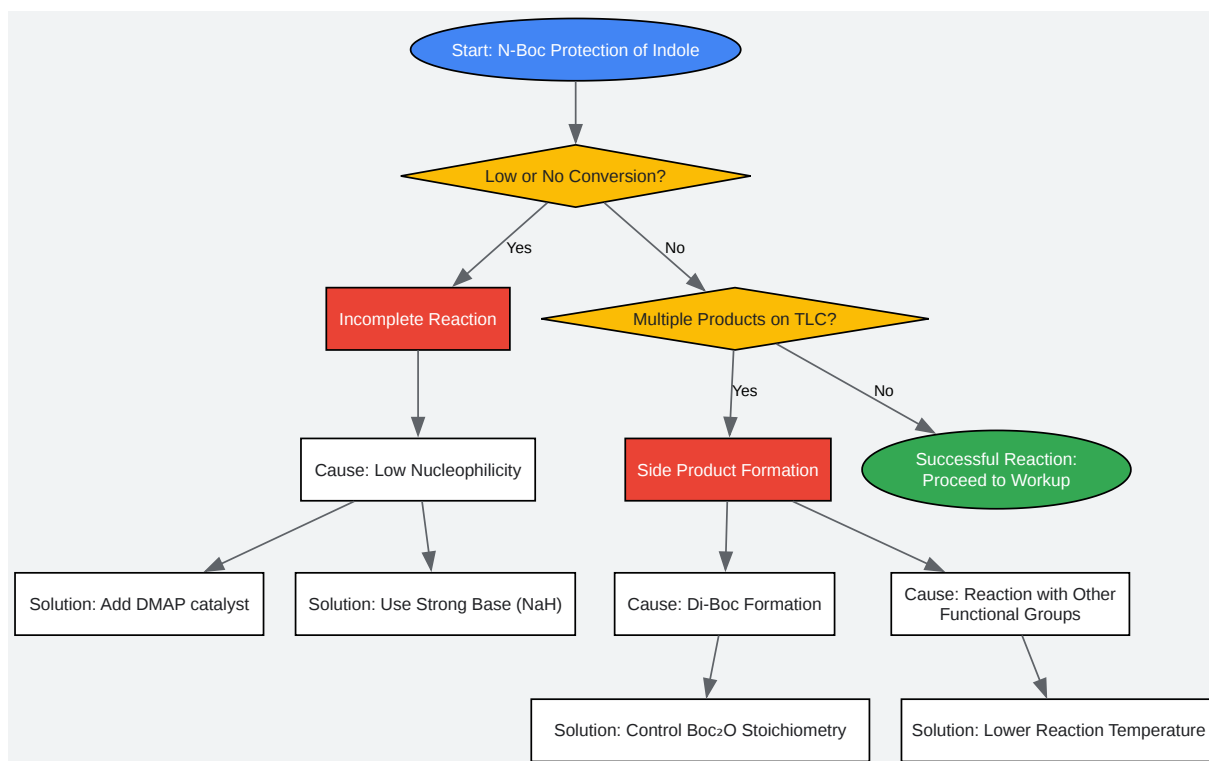 Start: N-Boc Protection of Indole
Low or No Conversion?
Yes
No
Incomplete Reaction
Multiple Products on TLC?
Yes
No
Cause: Low Nucleophilicity
Side Product Formation
Successful Reaction:
Proceed to Workup
Solution: Add DMAP catalyst
Solution: Use Strong Base (NaH)
Cause: Di-Boc Formation
Cause: Reaction with Other
Functional Groups
Solution: Control Boc₂O Stoichiometry
Solution: Lower Reaction Temperature